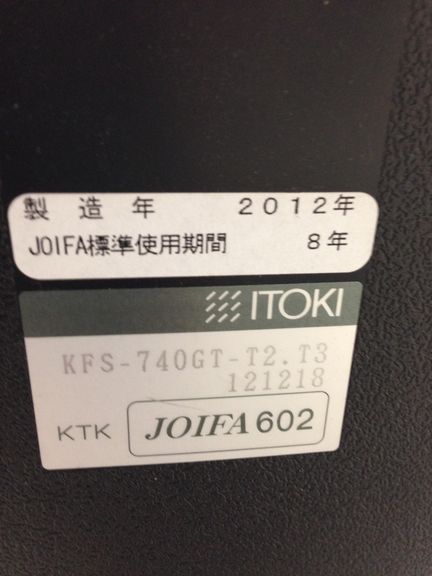 製造年 2012年
JOIFA標準使用期間 8年
ITOKI
KFS-740GT-T2.T3
121218
KTK JOIFA602